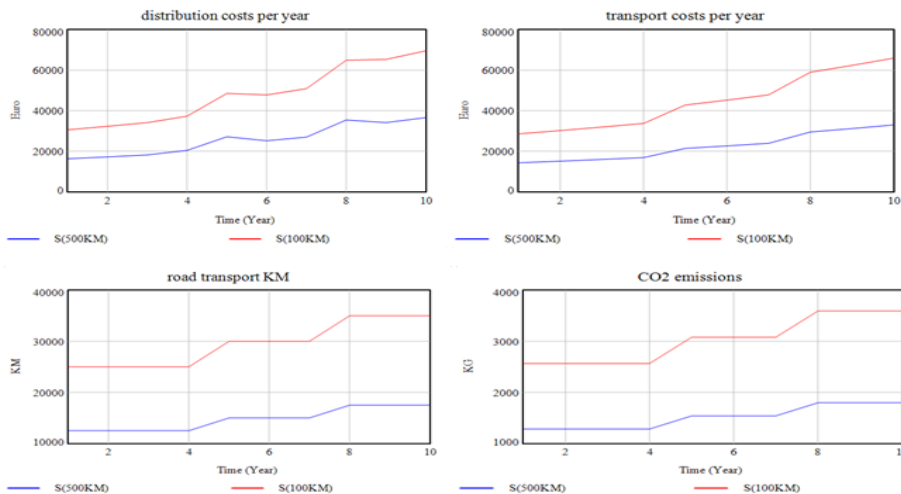 distribution costs per year
80000
60000
40000
20000
0
Euro
2 4 6 8 10
Time (Year)
S(500KM) S(100KM)
transport costs per year
80000
60000
40000
20000
0
Euro
2 4 6 8 10
Time (Year)
S(500KM) S(100KM)
road transport KM
40000
30000
20000
10000
KM
2 4 6 8 10
Time (Year)
S(500KM) S(100KM)
CO2 emissions
4000
3000
2000
1000
KG
2 4 6 8 10
Time (Year)
S(500KM) S(100KM)